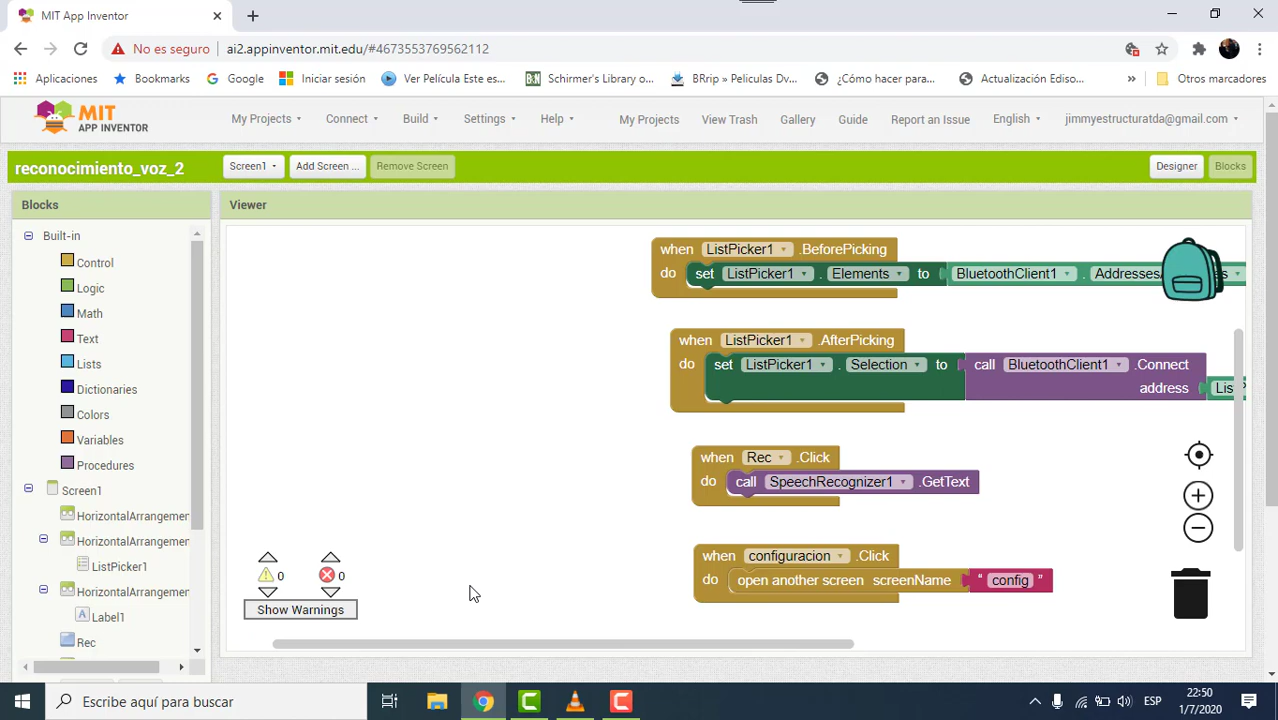 MIT App Inventor
No es seguro
ai2.appinventor.mit.edu/#4673553769562112
Aplicaciones
Bookmarks
Google
Iniciar sesión
Ver Película Este es...
Schirmer's Library o...
BRrip » Peliculas Dv...
¿Cómo hacer para...
Actualización Ediso...
»
Otros marcadores
MIT
APP INVENTOR
My Projects
Connect
Build
Settings
Help
My Projects
View Trash
Gallery
Guide
Report an Issue
English
jimmyestructuratda@gmail.com
reconocimiento_voz_2
Screen1
Add Screen ...
Remove Screen
Designer
Blocks
Blocks
Viewer
Built-in
Control
Logic
Math
Text
Lists
Dictionaries
Colors
Variables
Procedures
Screen1
HorizontalArrangemer
HorizontalArrangemer
ListPicker1
HorizontalArrangemer
A Label1
Rec
when ListPicker1 .BeforePicking
do set ListPicker1 . Elements to BluetoothClient1 .
when ListPicker1 .AfterPicking
do set ListPicker1 . Selection to call BluetoothClient1 .Connect
address
when Rec .Click
do call SpeechRecognizer1 .GetText
when configuracion .Click
do open another screen screenName " config "
0
0
Show Warnings
Escribe aquí para buscar
ESP
22:50
1/7/2020